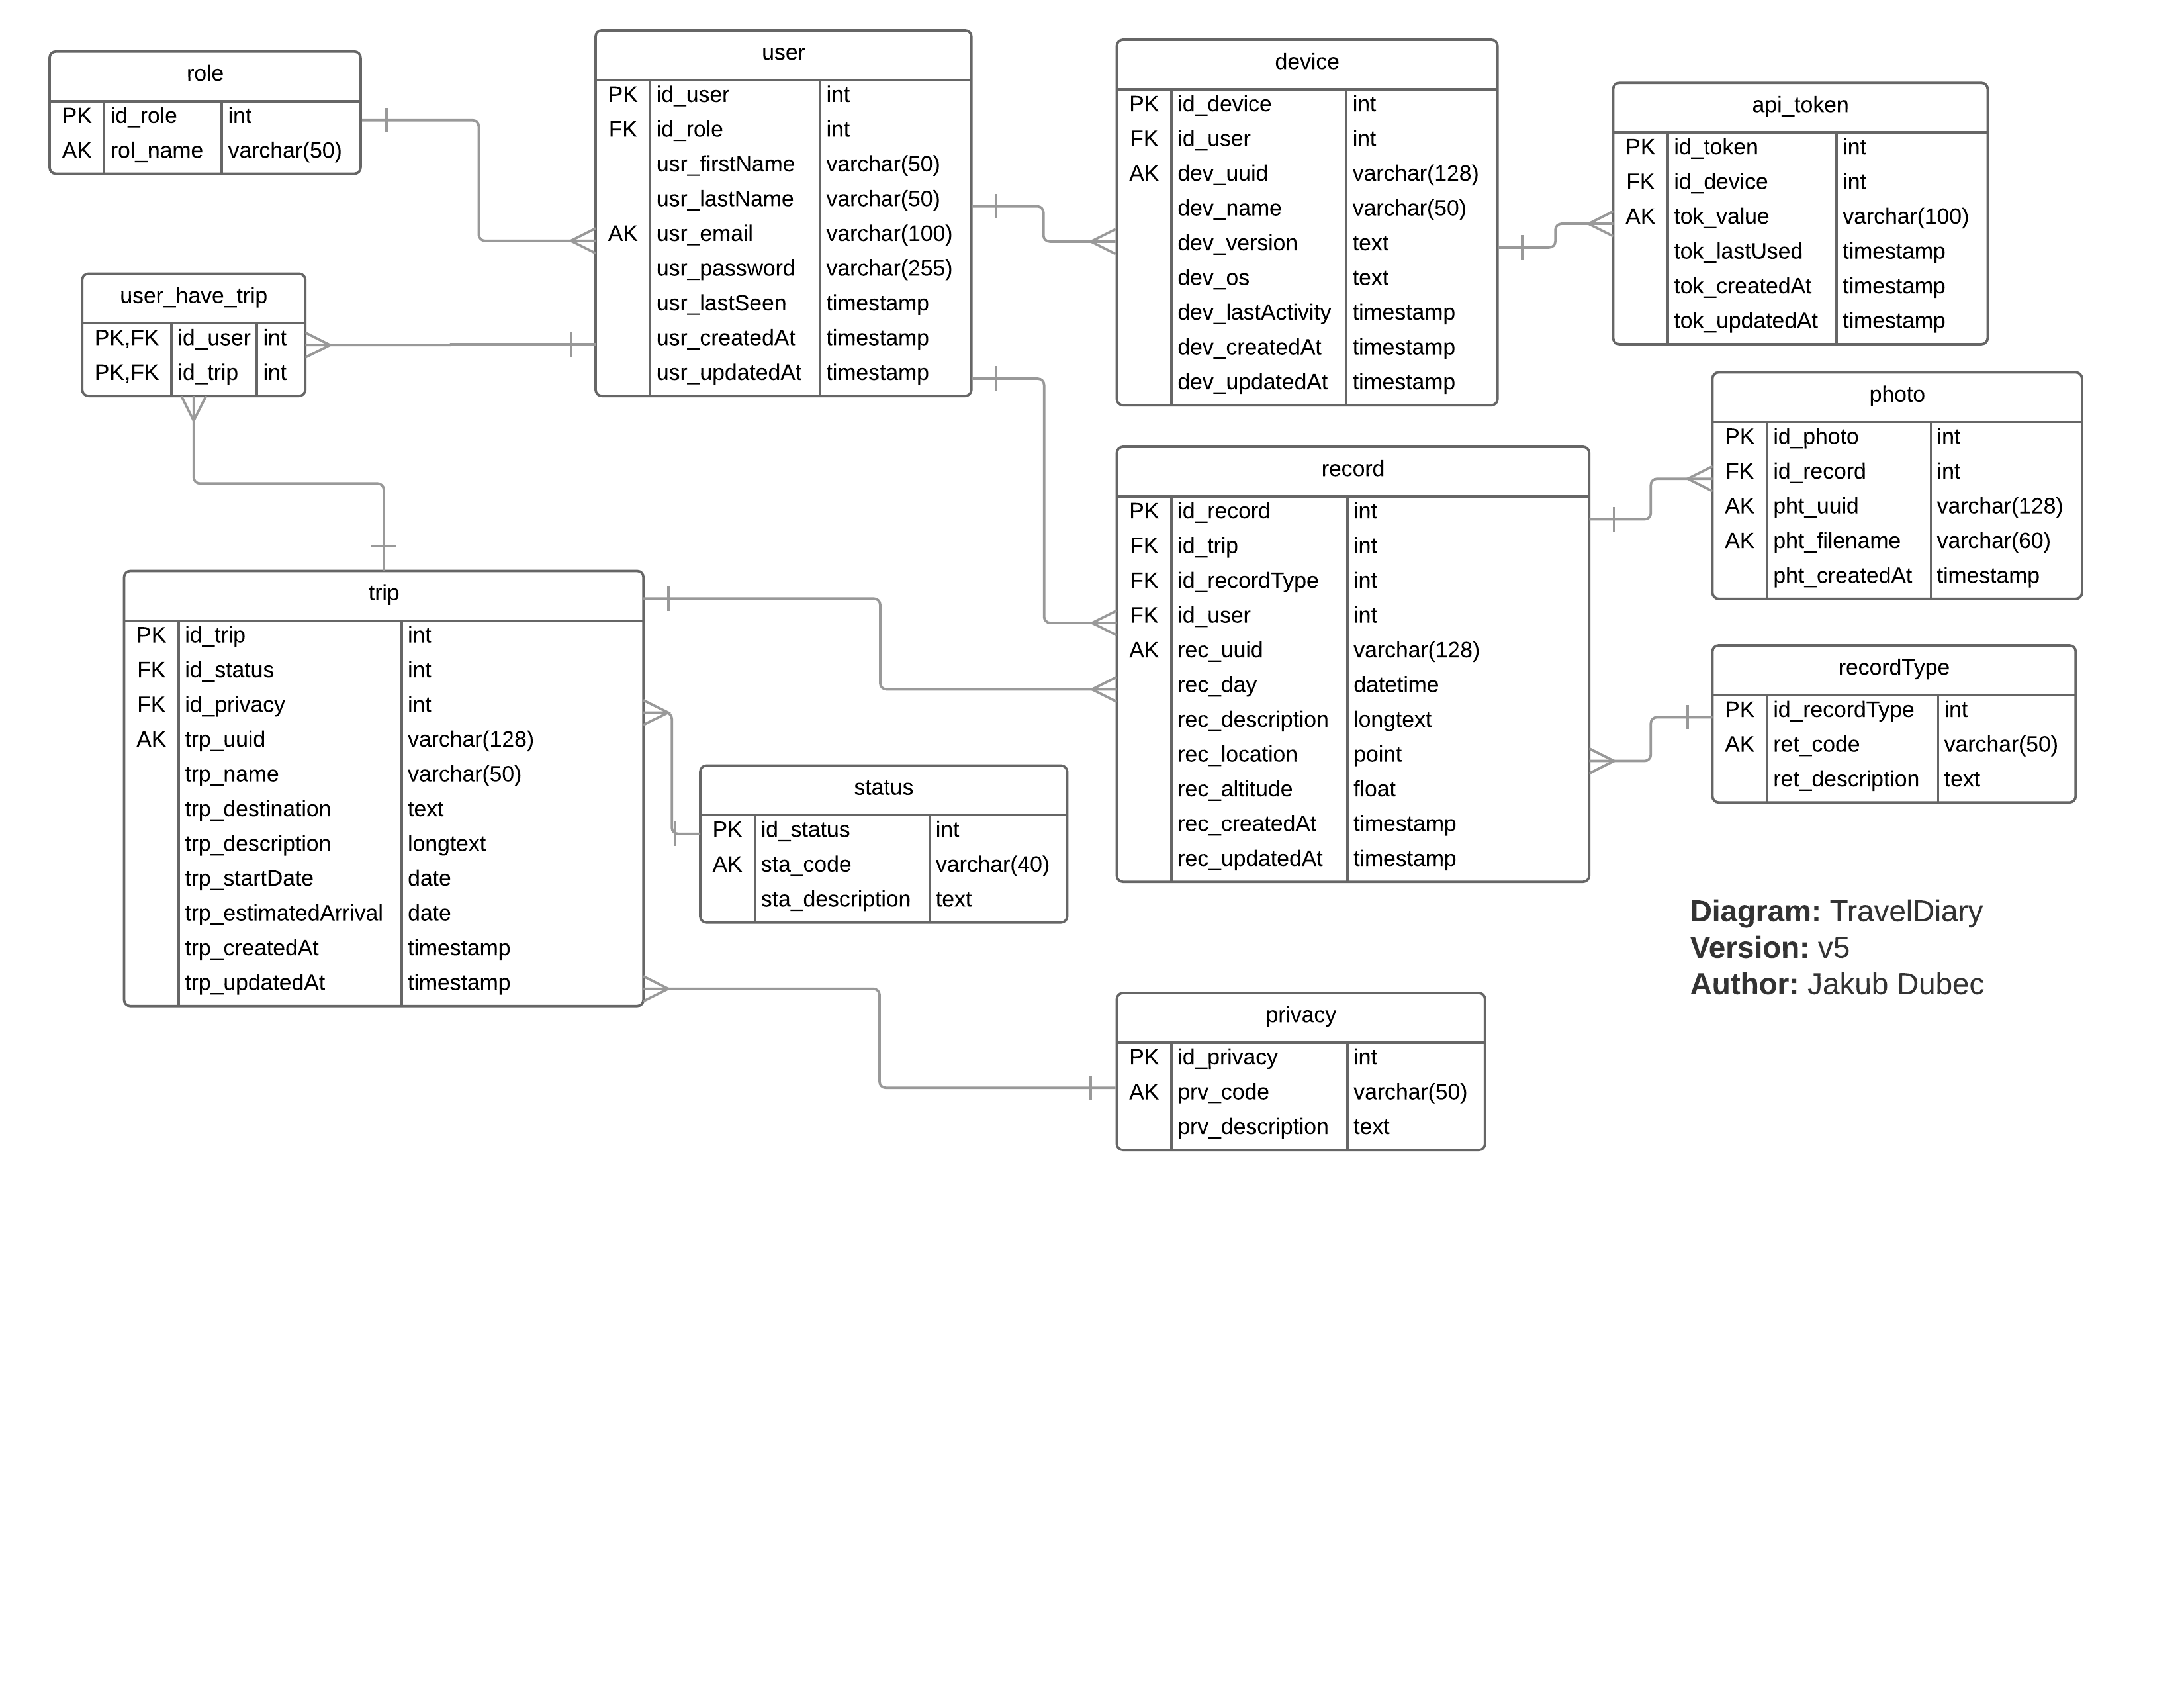 role
PK id_role int
AK rol_name varchar(50)
user
PK id_user int
FK id_role int
usr_firstName varchar(50)
usr_lastName varchar(50)
AK usr_email varchar(100)
usr_password varchar(255)
usr_lastSeen timestamp
usr_createdAt timestamp
usr_updatedAt timestamp
device
PK id_device int
FK id_user int
AK dev_uuid varchar(128)
dev_name varchar(50)
dev_version text
dev_os text
dev_lastActivity timestamp
dev_createdAt timestamp
dev_updatedAt timestamp
api_token
PK id_token int
FK id_device int
AK tok_value varchar(100)
tok_lastUsed timestamp
tok_createdAt timestamp
tok_updatedAt timestamp
user_have_trip
PK,FK id_user int
PK,FK id_trip int
photo
PK id_photo int
FK id_record int
AK pht_uuid varchar(128)
AK pht_filename varchar(60)
pht_createdAt timestamp
record
PK id_record int
FK id_trip int
FK id_recordType int
FK id_user int
AK rec_uuid varchar(128)
rec_day datetime
rec_description longtext
rec_location point
rec_altitude float
rec_createdAt timestamp
rec_updatedAt timestamp
trip
PK id_trip int
FK id_status int
FK id_privacy int
AK trp_uuid varchar(128)
trp_name varchar(50)
trp_destination text
trp_description longtext
trp_startDate date
trp_estimatedArrival date
trp_createdAt timestamp
trp_updatedAt timestamp
recordType
PK id_recordType int
AK ret_code varchar(50)
ret_description text
status
PK id_status int
AK sta_code varchar(40)
sta_description text
Diagram: TravelDiary
Version: v5
Author: Jakub Dubec
privacy
PK id_privacy int
AK prv_code varchar(50)
prv_description text